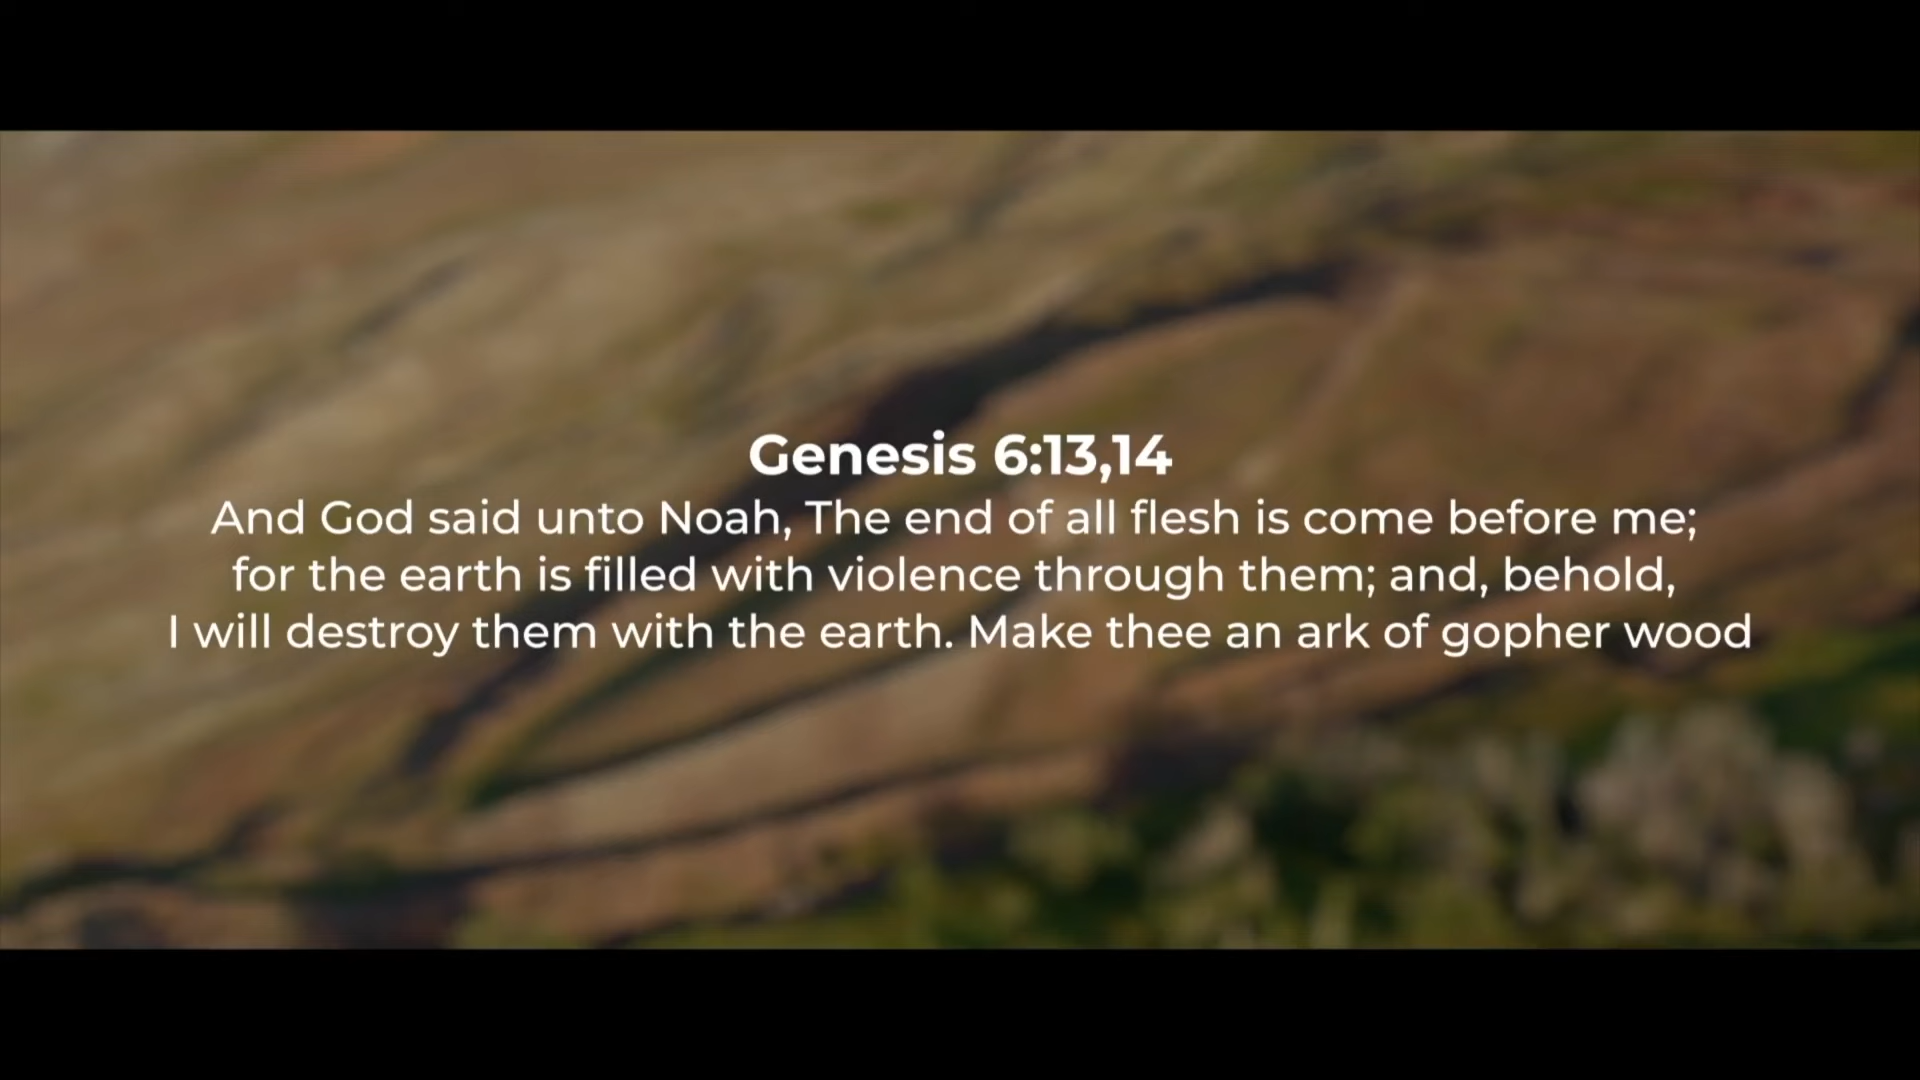 Genesis 6:13,14
And God said unto Noah, The end of all flesh is come before me;
for the earth is filled with violence through them; and, behold,
I will destroy them with the earth. Make thee an ark of gopher wood